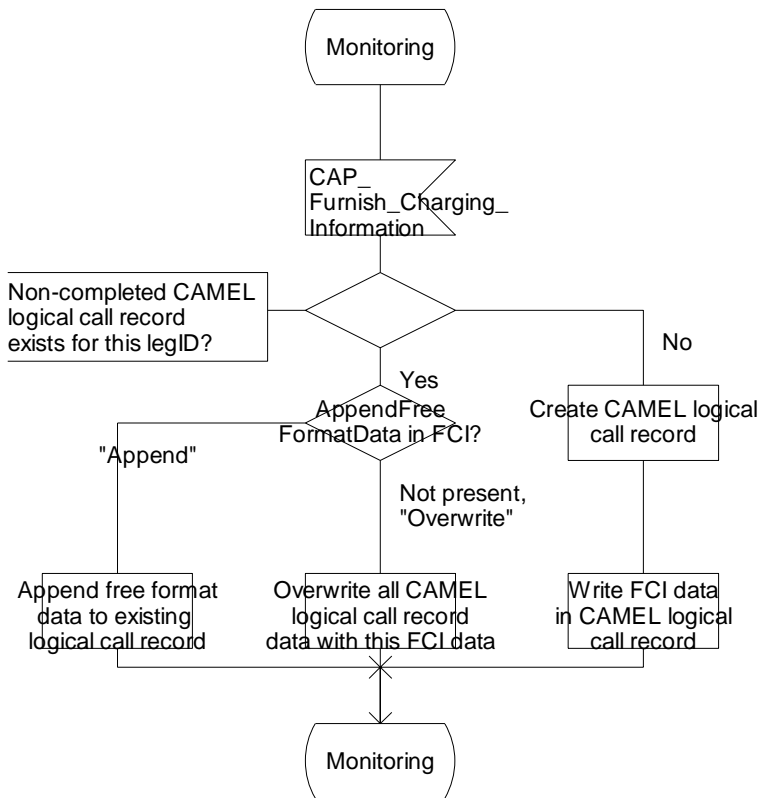 Monitoring
CAP_
Furnish_Charging_
Information
Non-completed CAMEL
logical call record
exists for this legID?
No
Yes
AppendFree
FormatData in FCI?
Create CAMEL logical
call record
"Append"
Not present,
"Overwrite"
Append free format
data to existing
logical call record
Overwrite all CAMEL
logical call record
data with this FCI data
Write FCI data
in CAMEL logical
call record
Monitoring